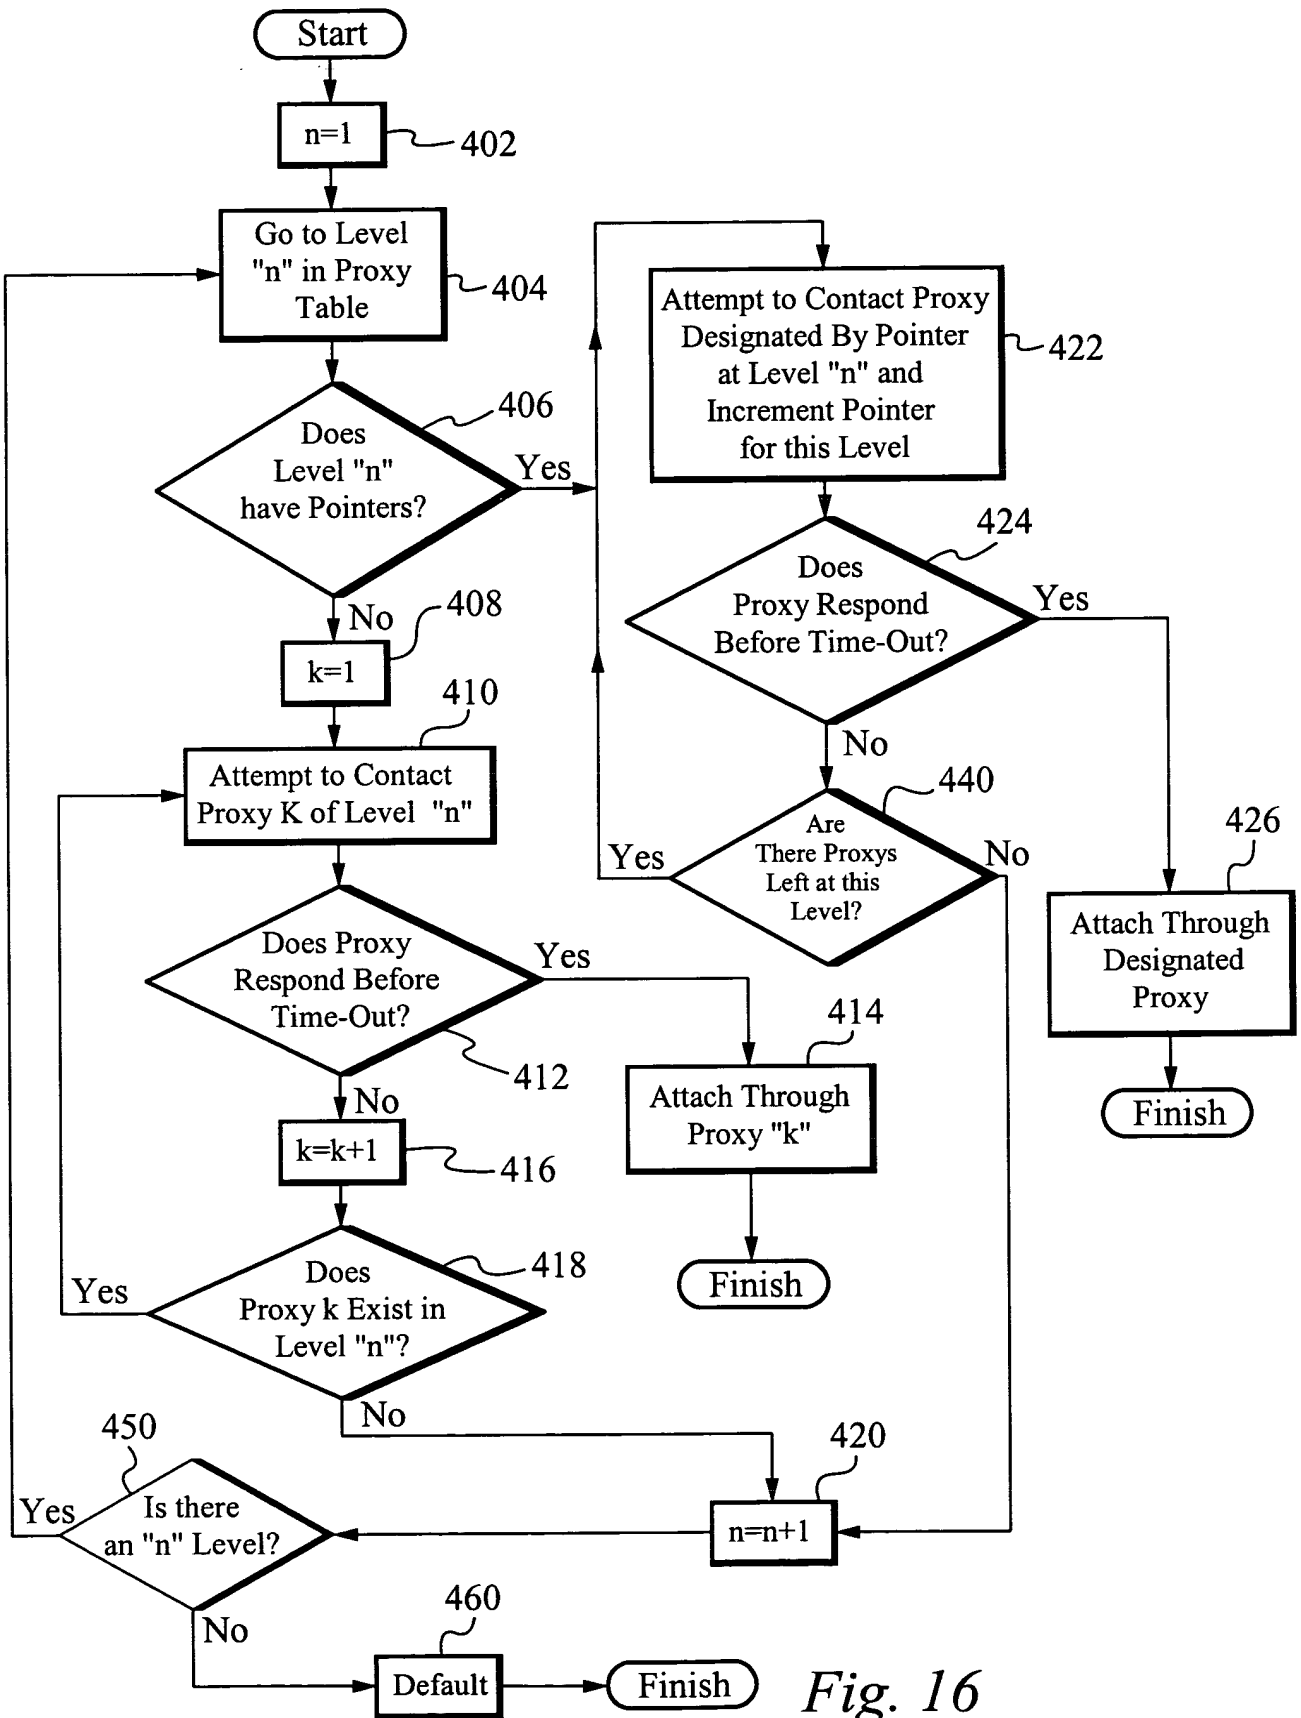 Start
n=1
402
Go to Level
"n" in Proxy
Table
404
Does
Level "n"
have Pointers?
406
Yes
No
408
k=1
410
Attempt to Contact
Proxy K of Level "n"
Does Proxy
Respond Before
Time-Out?
Yes
412
No
k=k+1
416
Does
Proxy k Exist in
Level "n"?
418
Yes
No
414
Attach Through
Proxy "k"
Finish
Attempt to Contact Proxy
Designated By Pointer
at Level "n" and
Increment Pointer
for this Level
422
424
Does
Proxy Respond
Before Time-Out?
Yes
No
440
Are
There Proxys
Left at this
Level?
Yes
No
426
Attach Through
Designated
Proxy
Finish
420
n=n+1
450
Is there
an "n" Level?
Yes
No
460
Default
Finish
Fig. 16